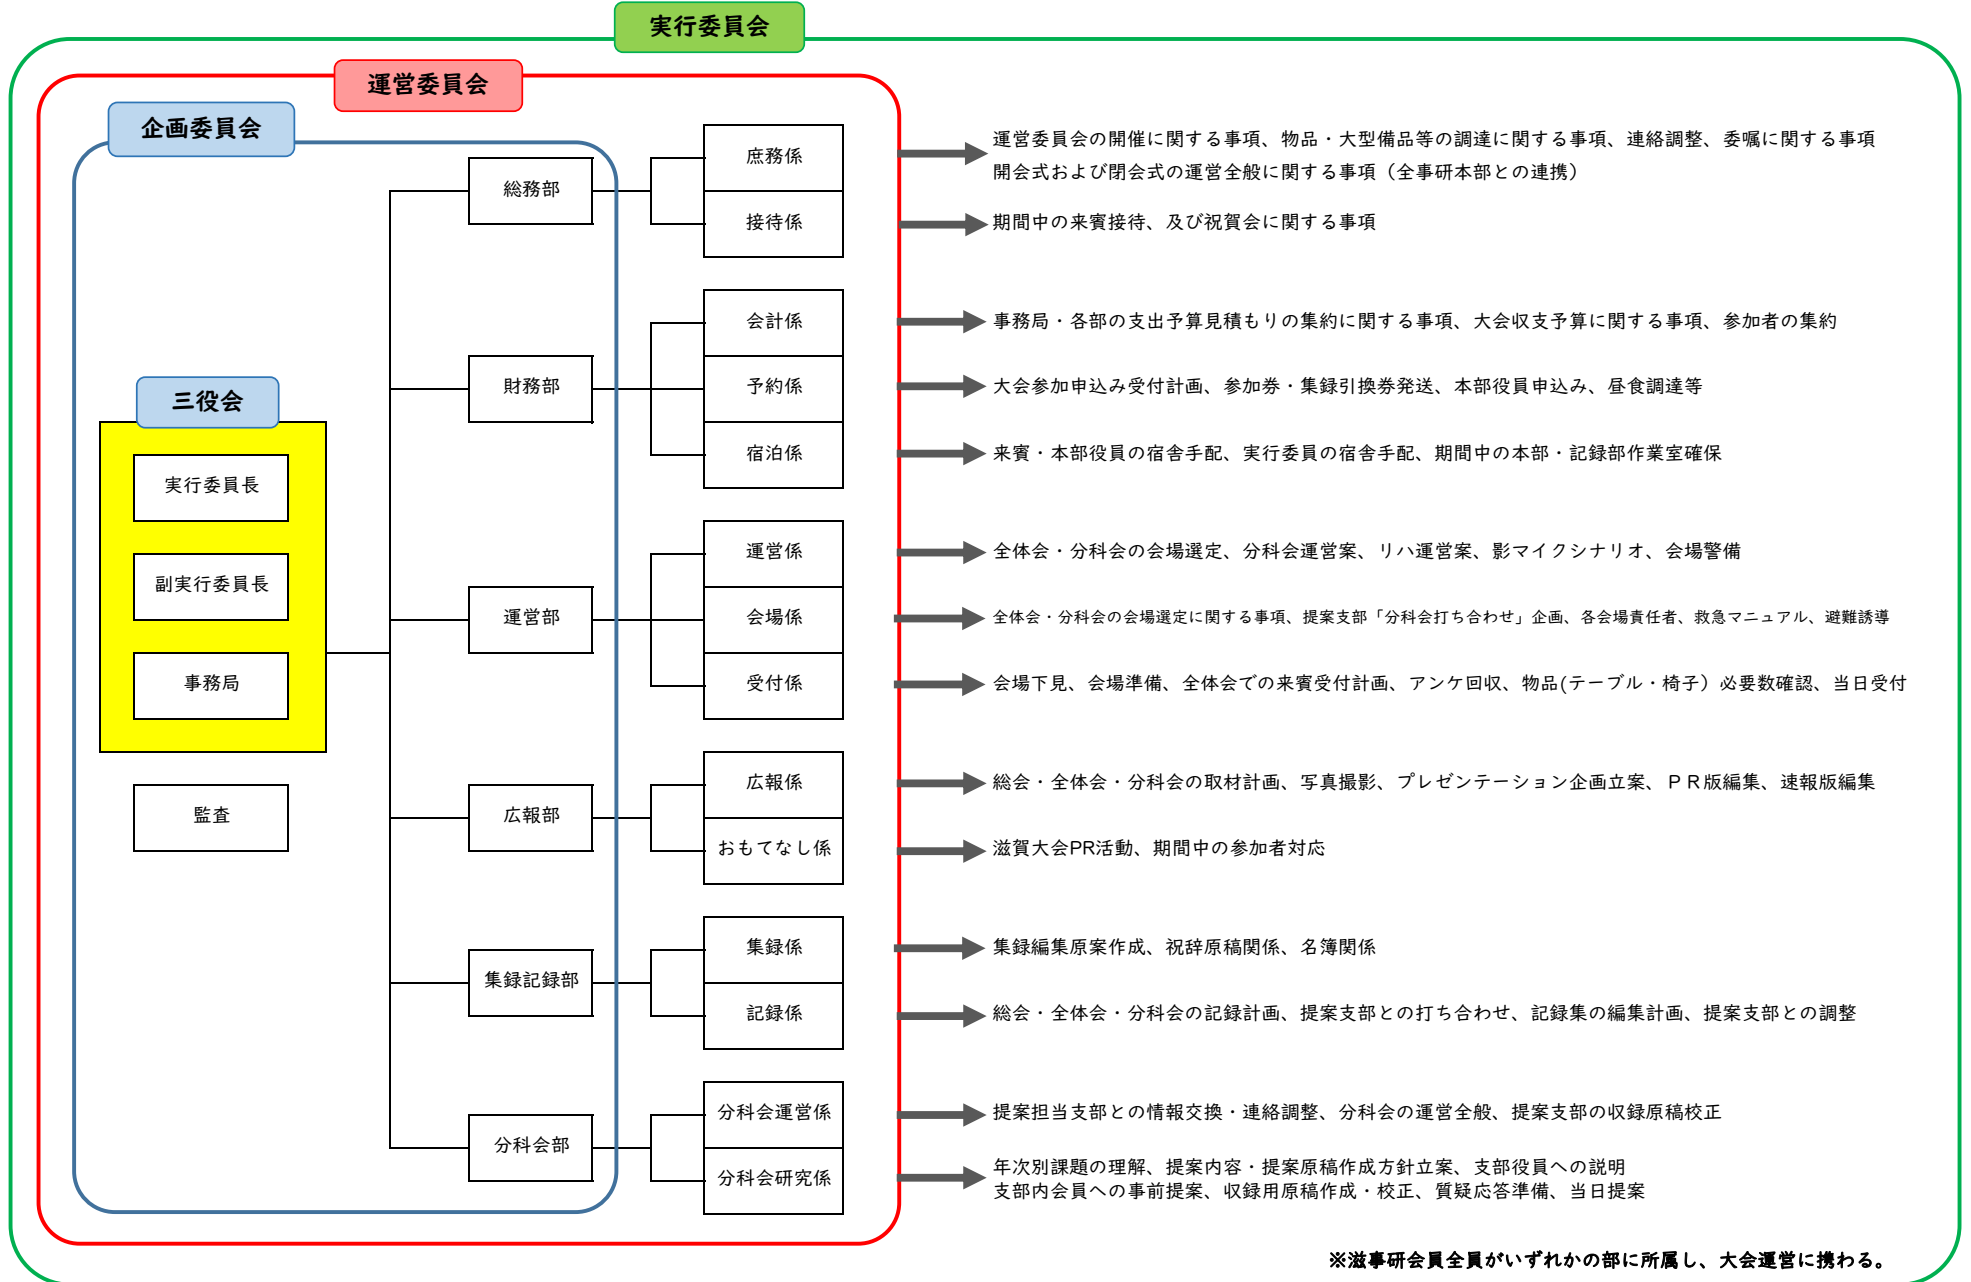 実行委員会
運営委員会
企画委員会
三役会
実行委員長
副実行委員長
事務局
監査
総務部
庶務係
運営委員会の開催に関する事項、物品・大型備品等の調達に関する事項、連絡調整、委嘱に関する事項
開会式および閉会式の運営全般に関する事項（全事研本部との連携）
接待係
期間中の来賓接待、及び祝賀会に関する事項
財務部
会計係
事務局・各部の支出予算見積もりの集約に関する事項、大会収支予算に関する事項、参加者の集約
予約係
大会参加申込み受付計画、参加券・集録引換券発送、本部役員申込み、昼食調達等
宿泊係
来賓・本部役員の宿舎手配、実行委員の宿舎手配、期間中の本部・記録部作業室確保
運営部
運営係
全体会・分科会の会場選定、分科会運営案、リハ運営案、影マイクシナリオ、会場警備
会場係
全体会・分科会の会場選定に関する事項、提案支部「分科会打ち合わせ」企画、各会場責任者、救急マニュアル、避難誘導
受付係
会場下見、会場準備、全体会での来賓受付計画、アンケ回収、物品(テーブル・椅子）必要数確認、当日受付
広報部
広報係
総会・全体会・分科会の取材計画、写真撮影、プレゼンテーション企画立案、ＰＲ版編集、速報版編集
おもてなし係
滋賀大会PR活動、期間中の参加者対応
集録記録部
集録係
集録編集原案作成、祝辞原稿関係、名簿関係
記録係
総会・全体会・分科会の記録計画、提案支部との打ち合わせ、記録集の編集計画、提案支部との調整
分科会部
分科会運営係
提案担当支部との情報交換・連絡調整、分科会の運営全般、提案支部の収録原稿校正
分科会研究係
年次別課題の理解、提案内容・提案原稿作成方針立案、支部役員への説明
支部内会員への事前提案、収録用原稿作成・校正、質疑応答準備、当日提案
※滋事研会員全員がいずれかの部に所属し、大会運営に携わる。